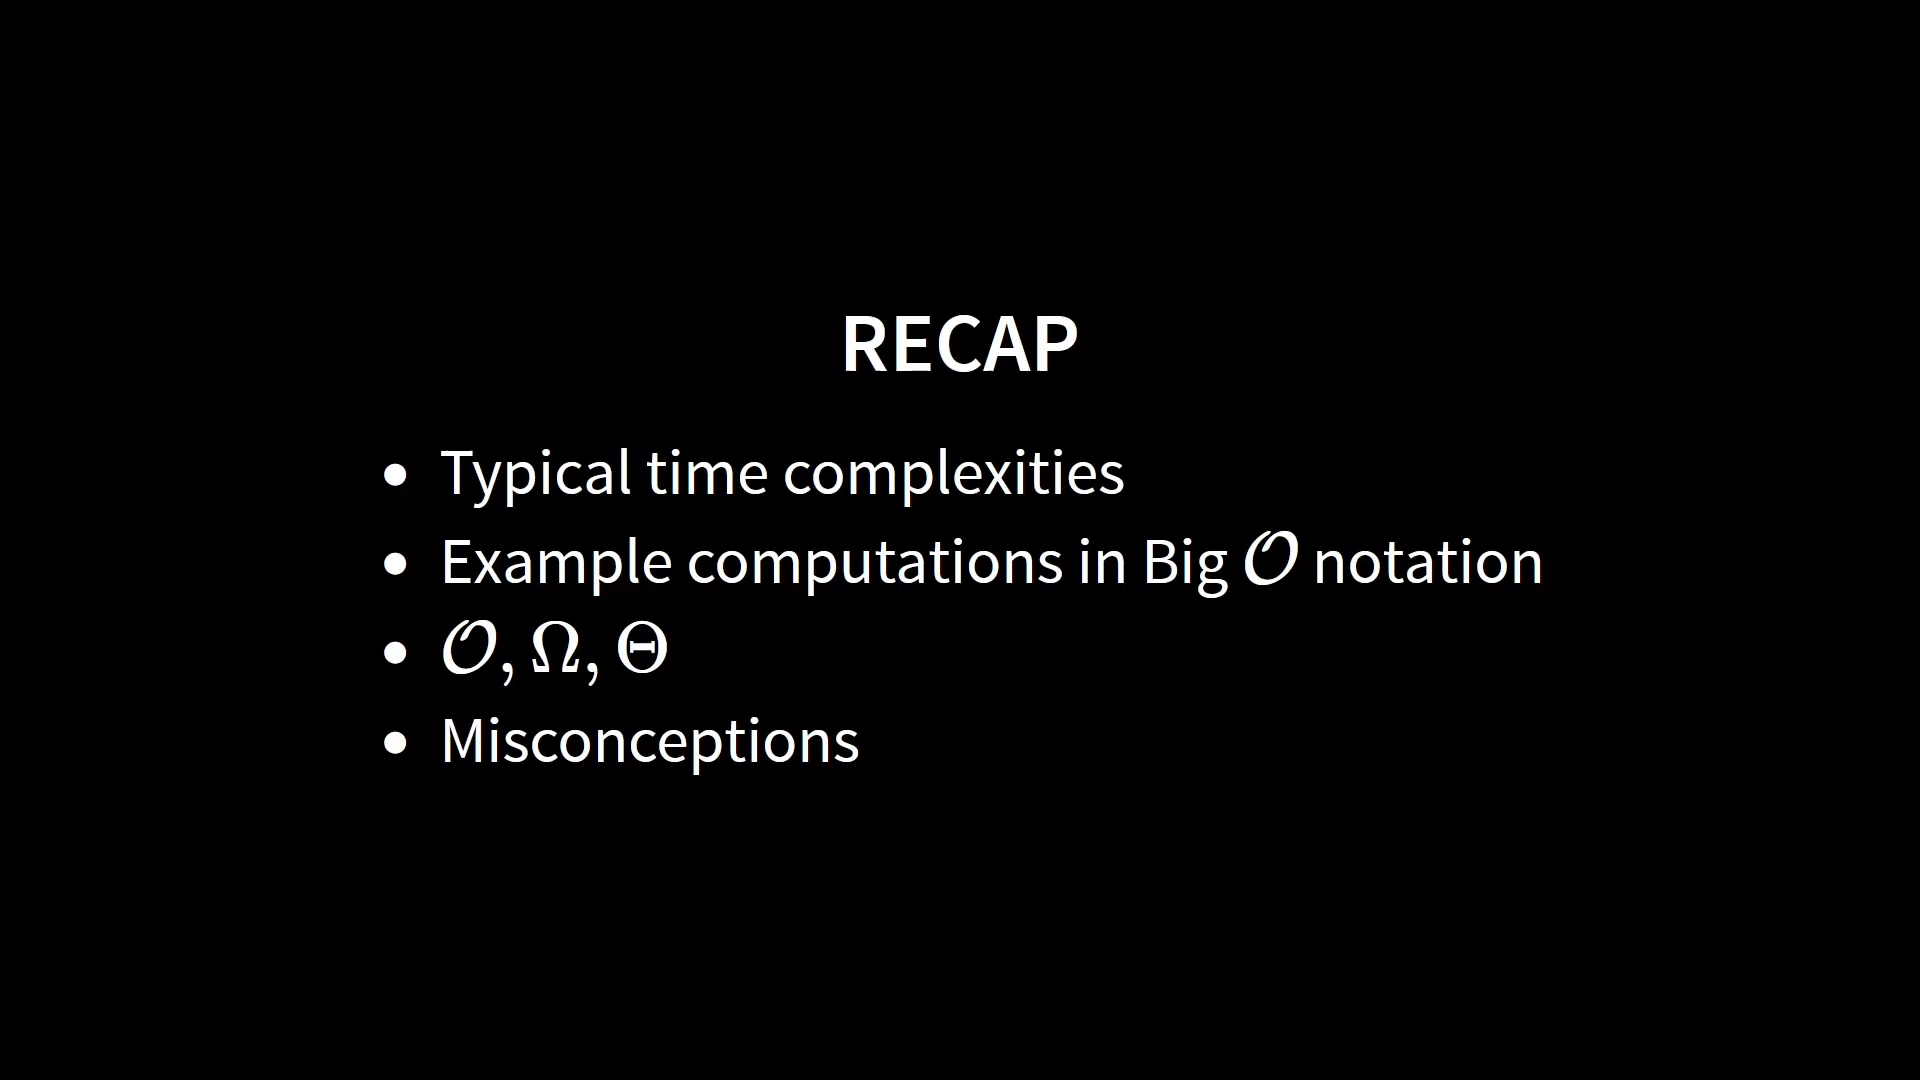 RECAP
• Typical time complexities
• Example computations in Big 𝒪 notation
• 𝒪, Ω, Θ
• Misconceptions